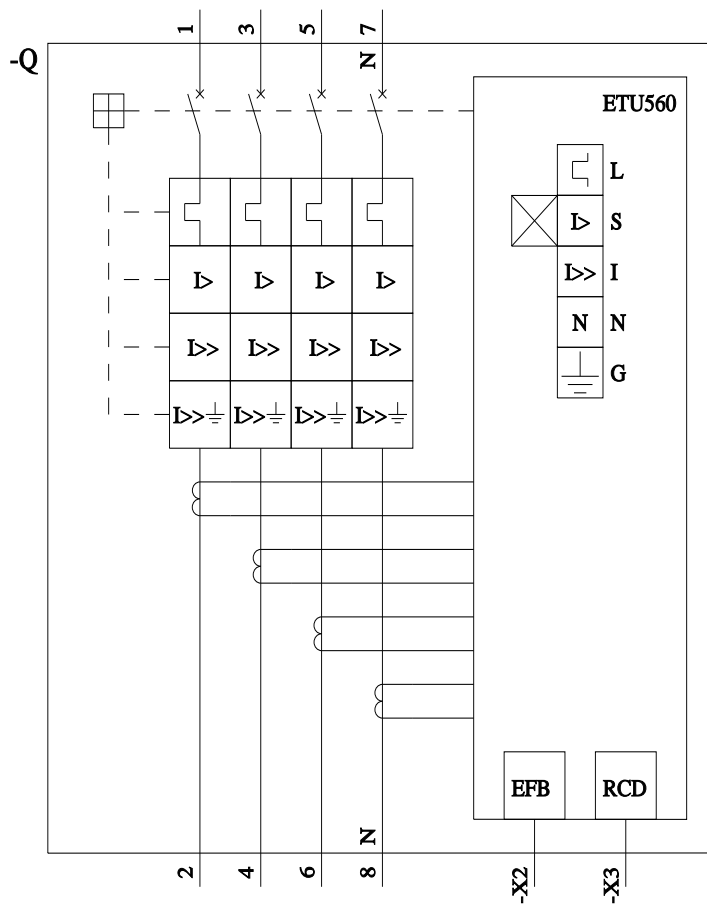 1 3 5 7
-Q
N
ETU560
L
I> I> I> I>
I> S
I>> I
I>> I>> I>> I>>
N N
G
I>> I>> I>> I>>
EFB RCD
N
2 4 6 8 -X2 -X3